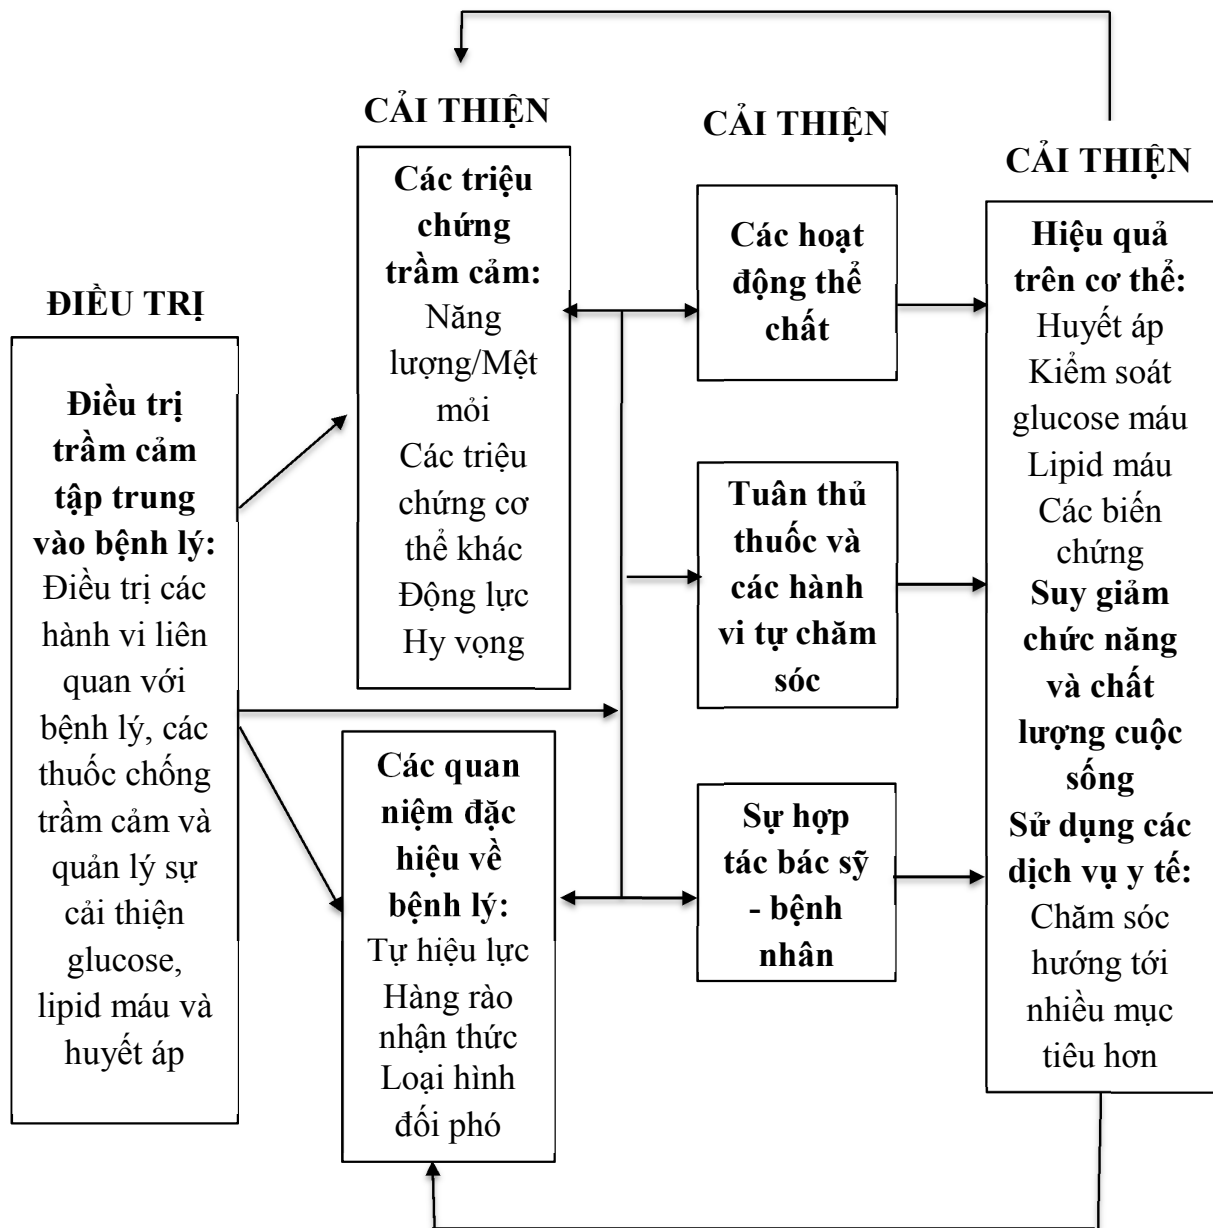 ĐIỀU TRỊ
Điều trị
trầm cảm
tập trung
vào bệnh lý:
Điều trị các
hành vi liên
quan với
bệnh lý, các
thuốc chống
trầm cảm và
quản lý sự
cải thiện
glucose,
lipid máu và
huyết áp
CẢI THIỆN
Các triệu
chứng
trầm cảm:
Năng
lượng/Mệt
mỏi
Các triệu
chứng cơ
thể khác
Động lực
Hy vọng
Các quan
niệm đặc
hiệu về
bệnh lý:
Tự hiệu lực
Hàng rào
nhận thức
Loại hình
đối phó
CẢI THIỆN
Các hoạt
động thể
chất
Tuân thủ
thuốc và
các hành
vi tự chăm
sóc
Sự hợp
tác bác sỹ
- bệnh
nhân
CẢI THIỆN
Hiệu quả
trên cơ thể:
Huyết áp
Kiểm soát
glucose máu
Lipid máu
Các biến
chứng
Suy giảm
chức năng
và chất
lượng cuộc
sống
Sử dụng các
dịch vụ y tế:
Chăm sóc
hướng tới
nhiều mục
tiêu hơn